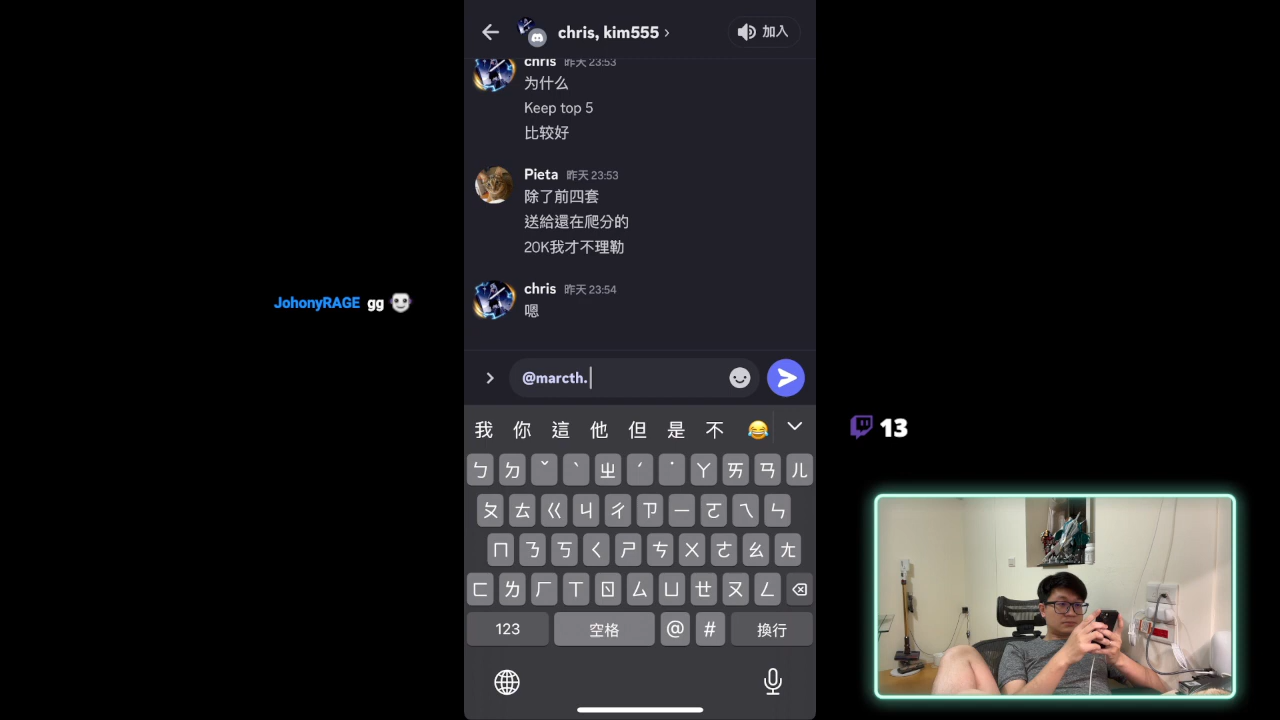 chris, kim555 ›
加入
chris 昨天 23:53
为什么
Keep top 5
比较好
Pieta 昨天 23:53
除了前四套
送給還在爬分的
20K我才不理勒
chris 昨天 23:54
嗯
JohonyRAGE gg
@marcth.
13
我 你 這 他 但 是 不
ㄅ ㄉ ˇ ˋ ㄓ ˊ ˙ ㄚ ㄞ ㄢ ㄦ
ㄆ ㄊ ㄍ ㄐ ㄔ ㄗ ㄧ ㄛ ㄟ ㄣ
ㄇ ㄋ ㄎ ㄑ ㄕ ㄘ ㄨ ㄜ ㄠ ㄤ
ㄈ ㄌ ㄏ ㄒ ㄖ ㄙ ㄩ ㄝ ㄡ ㄥ
123 空格 @ # 換行